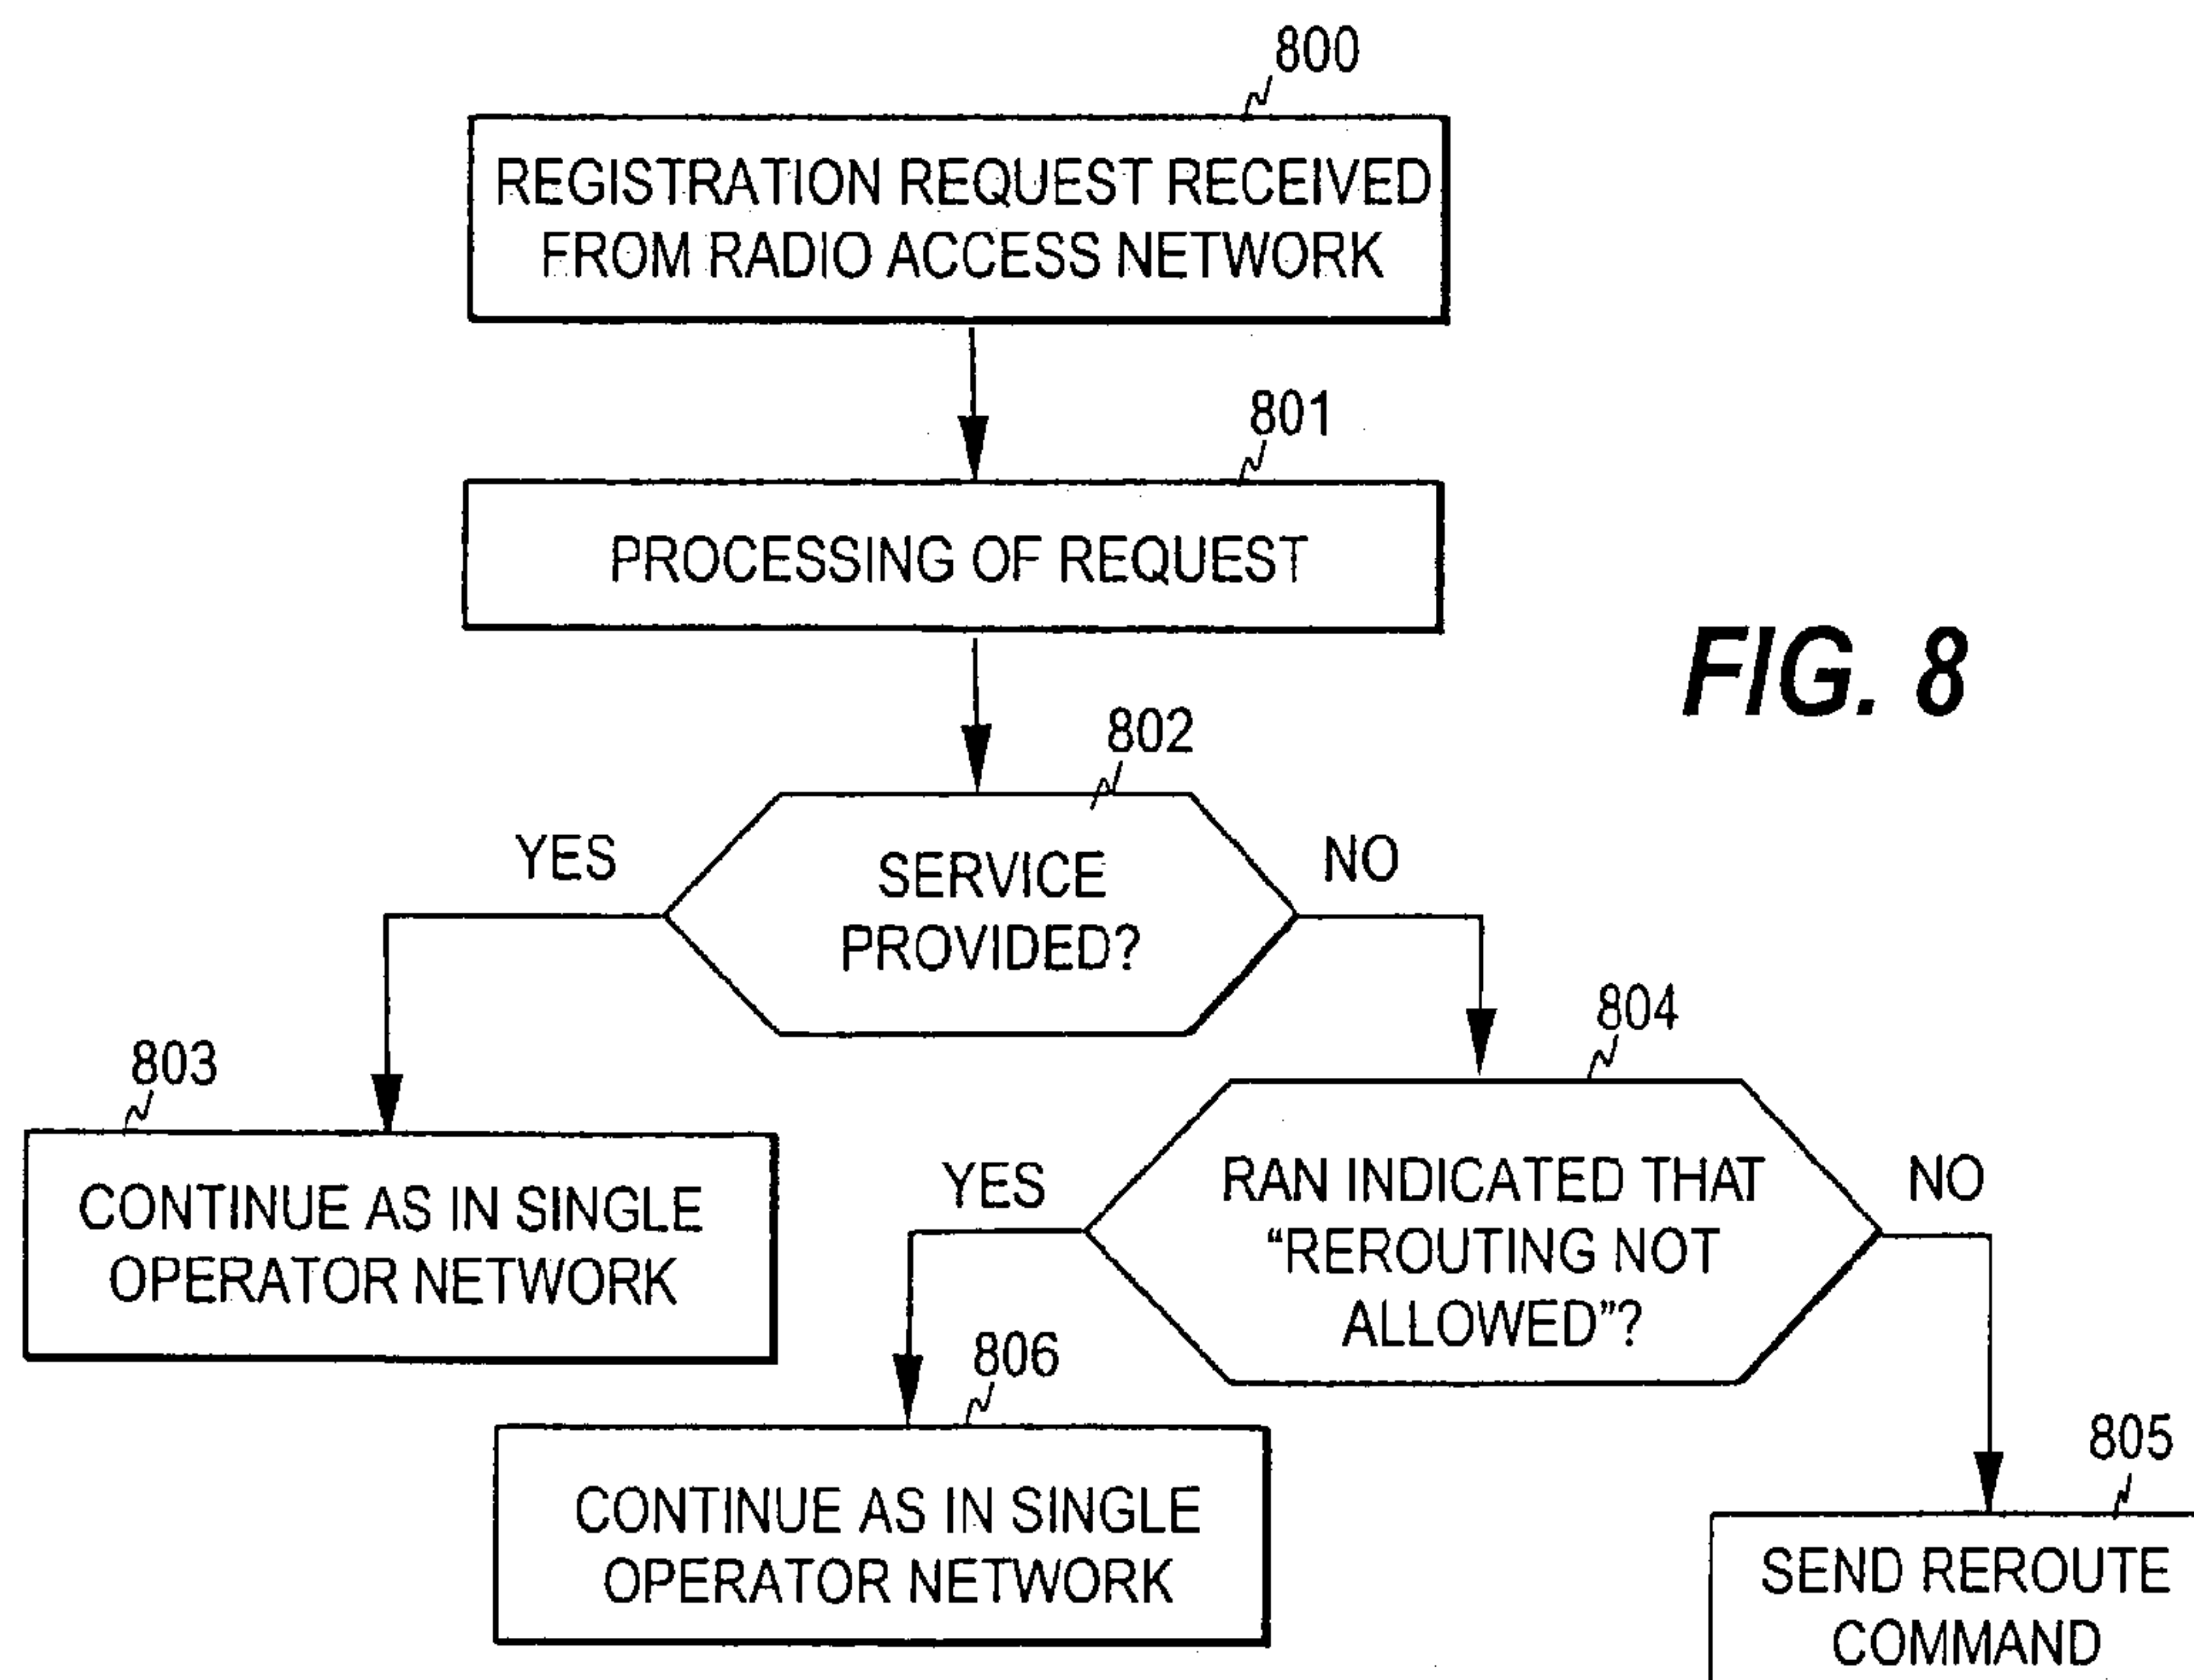 800
REGISTRATION REQUEST RECEIVED
FROM RADIO ACCESS NETWORK
801
PROCESSING OF REQUEST
FIG. 8
802
YES
SERVICE
PROVIDED?
NO
803
CONTINUE AS IN SINGLE
OPERATOR NETWORK
804
YES
RAN INDICATED THAT
“REROUTING NOT
ALLOWED”?
NO
806
CONTINUE AS IN SINGLE
OPERATOR NETWORK
805
SEND REROUTE
COMMAND